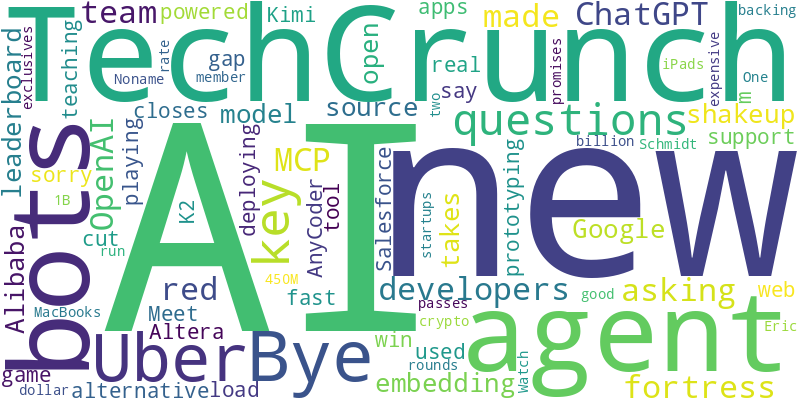 TechCrunch
team
powered
Kimi
apps
made
ChatGPT
backing
exclusives
teaching
Noname
rate
gap
member
open
real
say
promises
expensive
iPads
One
m
leaderboard
closes
model
source
two
questions
shakeup
support
billion
Schmidt
bots
sorry
OpenAI
playing
1B
K2
deploying
key
MCP
AnyCoder
tool
Salesforce
startups
takes
prototyping
Google
AI
new
Alibaba
cut
run
MacBooks
red
Meet
Altera
450M
fast
developers
passes
crypto
good
asking
web
Eric
agent
Uber
Bye
win
used
rounds
Watch
game
dollar
alternative
load
embedding
fortress